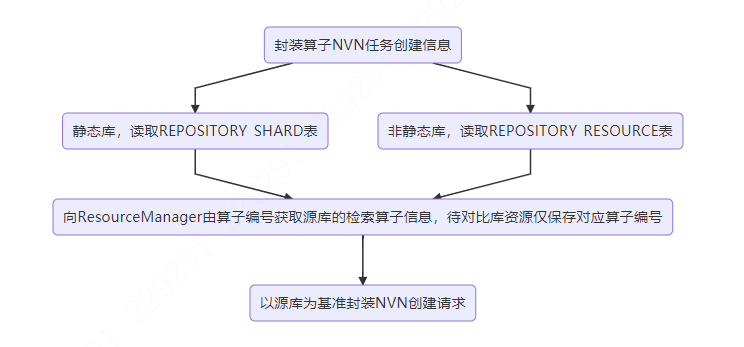 封装算子NVN任务创建信息
静态库，读取REPOSITORY SHARD表
非静态库，读取REPOSITORY RESOURCE表
向ResourceManager由算子编号获取源库的检索算子信息，待对比库资源仅保存对应算子编号
以源库为基准封装NVN创建请求